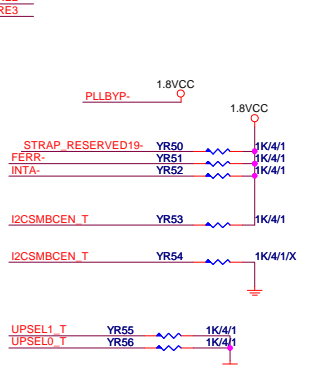 RE3
1.8VCC
PLLBYP-
1.8VCC
STRAP_RESERVED19- YR50 1K/4/1
FERR- YR51 1K/4/1
INTA- YR52 1K/4/1
I2CSMBCEN_T YR53 1K/4/1
I2CSMBCEN_T YR54 1K/4/1/X
UPSEL1_T YR55 1K/4/1
UPSEL0_T YR56 1K/4/1